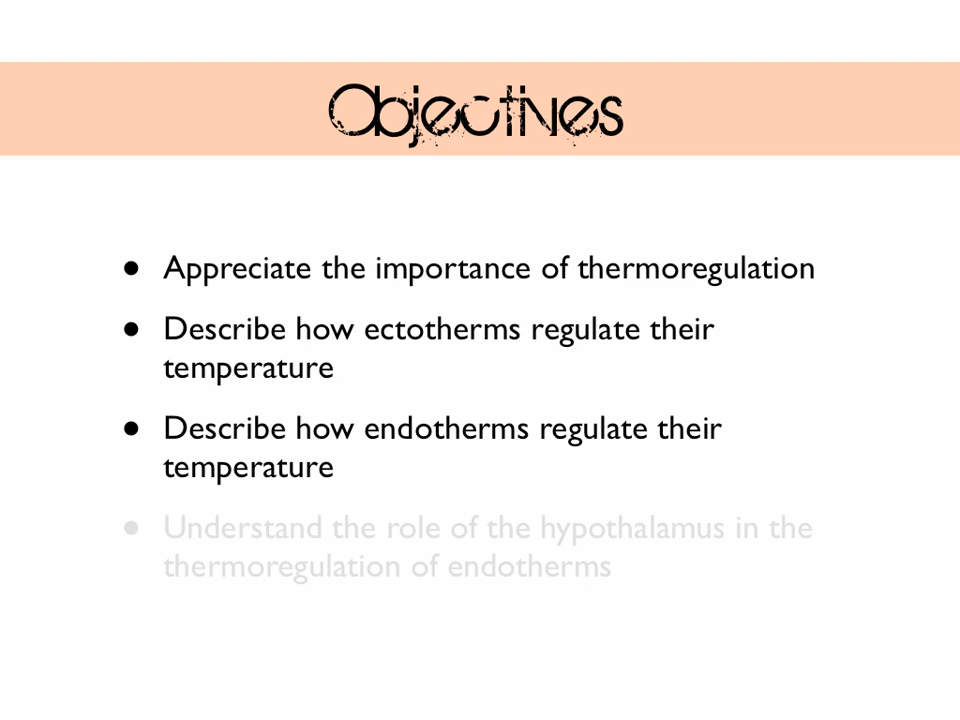 Objectives
• Appreciate the importance of thermoregulation
• Describe how ectotherms regulate their
temperature
• Describe how endotherms regulate their
temperature
• Understand the role of the hypothalamus in the
thermoregulation of endotherms